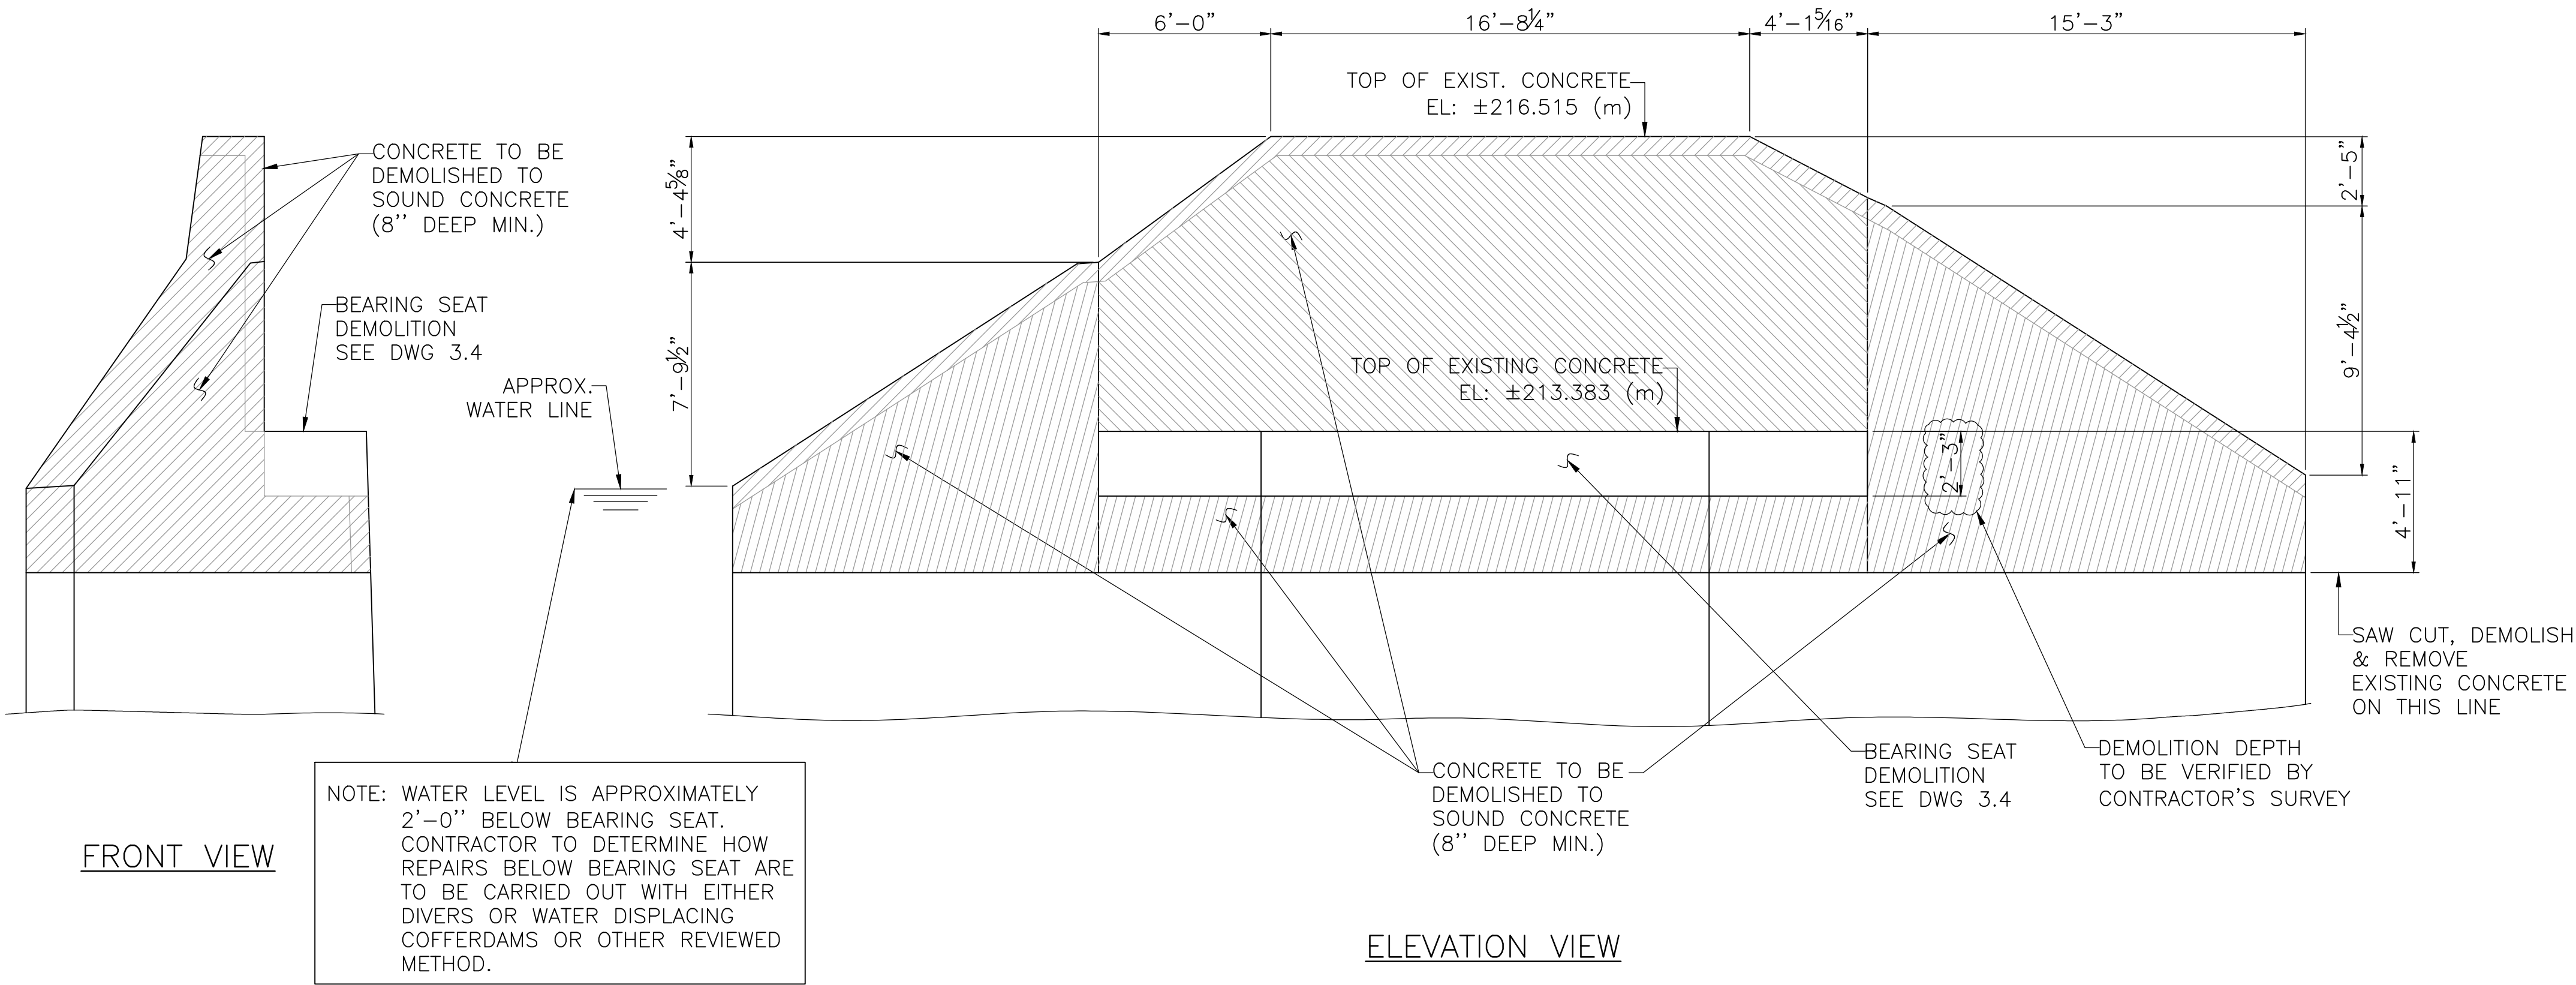 6'-0"
16'-8¼"
4'-1⁵⁄₁₆"
15'-3"
TOP OF EXIST. CONCRETE
EL: ±216.515 (m)
CONCRETE TO BE
DEMOLISHED TO
SOUND CONCRETE
(8'' DEEP MIN.)
4'-4⅝"
2'-5"
BEARING SEAT
DEMOLITION
SEE DWG 3.4
APPROX.
WATER LINE
7'-9½"
TOP OF EXISTING CONCRETE
EL: ±213.383 (m)
9'-4½"
2'-3"
4'-11"
SAW CUT, DEMOLISH
& REMOVE
EXISTING CONCRETE
ON THIS LINE
NOTE: WATER LEVEL IS APPROXIMATELY
2'-0'' BELOW BEARING SEAT.
CONTRACTOR TO DETERMINE HOW
REPAIRS BELOW BEARING SEAT ARE
TO BE CARRIED OUT WITH EITHER
DIVERS OR WATER DISPLACING
COFFERDAMS OR OTHER REVIEWED
METHOD.
CONCRETE TO BE
DEMOLISHED TO
SOUND CONCRETE
(8'' DEEP MIN.)
BEARING SEAT
DEMOLITION
SEE DWG 3.4
DEMOLITION DEPTH
TO BE VERIFIED BY
CONTRACTOR'S SURVEY
FRONT VIEW
ELEVATION VIEW